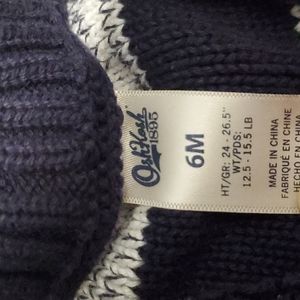 OshKosh
1895
6M
HT/GR: 24 - 26.5"
WT/PDS:
12.5 - 15.5 LB
MADE IN CHINA
FABRIQUÉ EN CHINE
HECHO EN CHINA